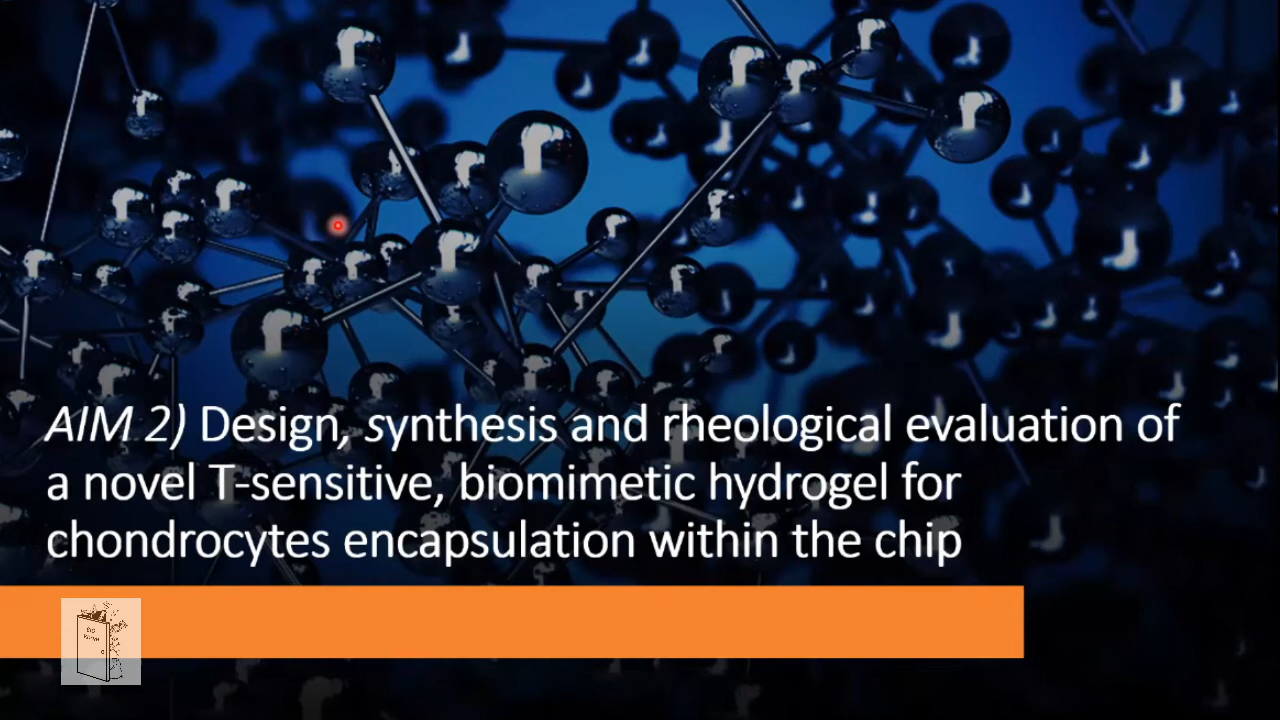 AIM 2) Design, synthesis and rheological evaluation of
a novel T-sensitive, biomimetic hydrogel for
chondrocytes encapsulation within the chip